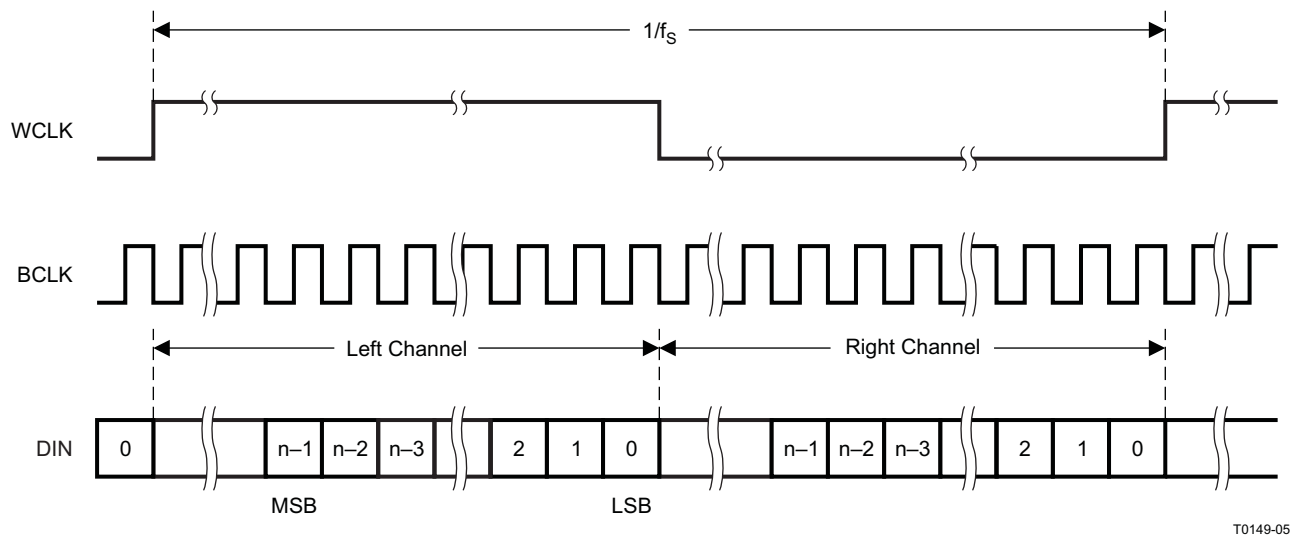 1/fS
WCLK
BCLK
Left Channel Right Channel
DIN 0 n–1 n–2 n–3 2 1 0 n–1 n–2 n–3 2 1 0
MSB LSB
T0149-05